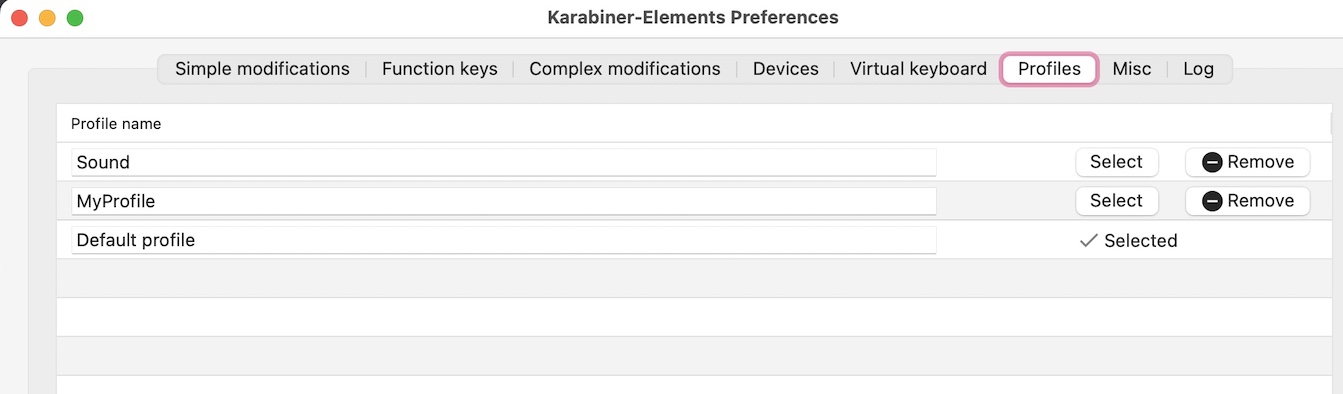 Karabiner-Elements Preferences
Simple modifications Function keys Complex modifications Devices Virtual keyboard Profiles Misc Log
Profile name
Sound Select Remove
MyProfile Select Remove
Default profile Selected